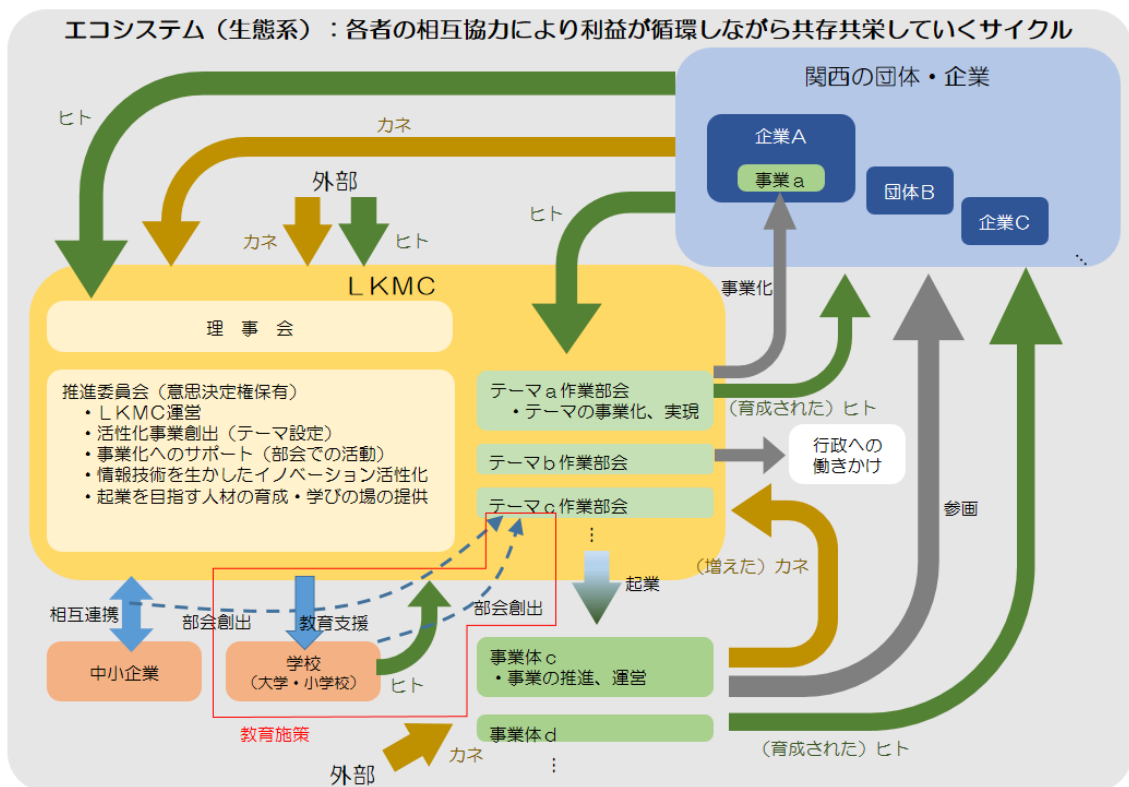 エコシステム（生態系）：各者の相互協力により利益が循環しながら共存共栄していくサイクル
関西の団体・企業
企業A
事業a
団体B
企業C
⋱
ヒト
カネ
外部
カネ
ヒト
ヒト
事業化
LKMC
理 事 会
推進委員会（意思決定権保有）
・LKMC運営
・活性化事業創出（テーマ設定）
・事業化へのサポート（部会での活動）
・情報技術を生かしたイノベーション活性化
・起業を目指す人材の育成・学びの場の提供
テーマa作業部会
・テーマの事業化、実現
テーマb作業部会
テーマc作業部会
⋮
（育成された）ヒト
行政への
働きかけ
参画
（増えた）カネ
起業
相互連携
部会創出
教育支援
部会創出
中小企業
学校
（大学・小学校）
ヒト
教育施策
事業体c
・事業の推進、運営
事業体d
⋮
外部
カネ
（育成された）ヒト